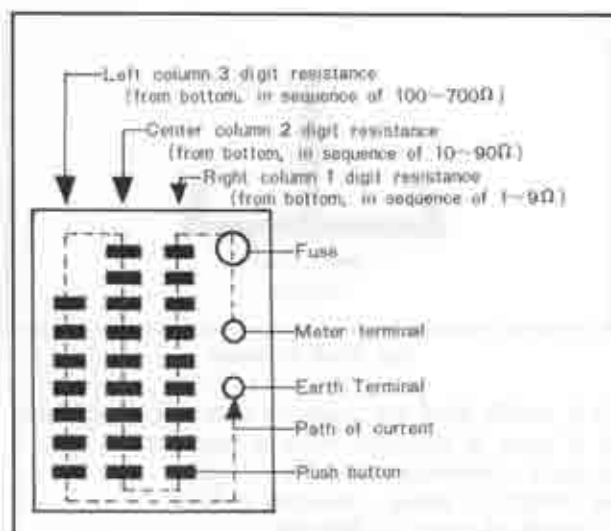 Left column 3 digit resistance
(from bottom, in sequence of 100~700Ω)
Center column 2 digit resistance
(from bottom, in sequence of 10~90Ω)
Right column 1 digit resistance
(from bottom, in sequence of 1~9Ω)
Fuse
Meter terminal
Earth Terminal
Path of current
Push button